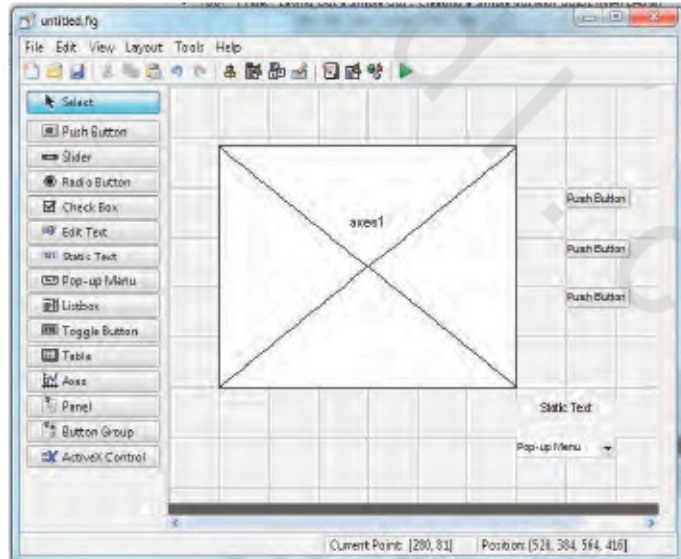 untitled.fig
File Edit View Layout Tools Help
Select
Push Button
Slider
Radio Button
Check Box
Edit Text
Static Text
Pop-up Menu
Listbox
Toggle Button
Table
Axes
Panel
Button Group
ActiveX Control
axes1
Push Button
Push Button
Push Button
Static Text
Pop-up Menu
Current Point: [280, 81] Position: [528, 384, 564, 416]